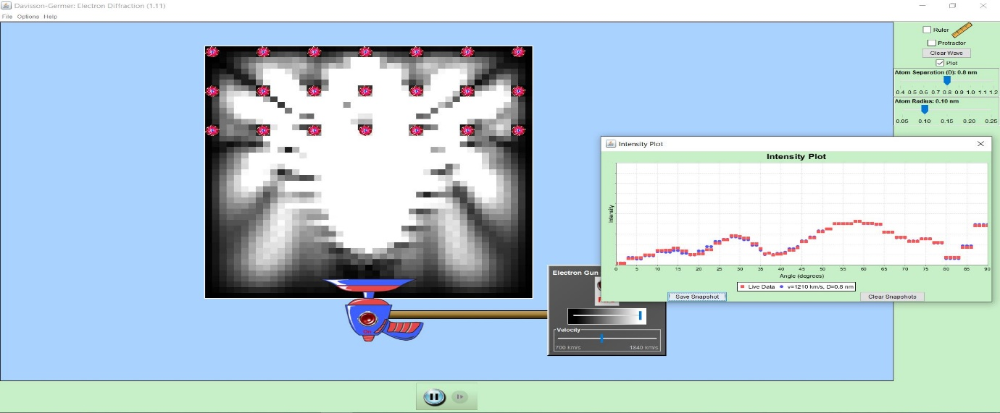 Davisson-Germer: Electron Diffraction (1.11)
File Options Help
Ruler
Protractor
Clear Wave
Plot
Atom Separation (D): 0.8 nm
0.4 0.5 0.6 0.7 0.8 0.9 1.0 1.1 1.2
Atom Radius: 0.10 nm
0.05 0.10 0.15 0.20 0.25
Intensity Plot
Intensity Plot
Intensity
0 5 10 15 20 25 30 35 40 45 50 55 60 65 70 75 80 85 90
Angle (degrees)
Live Data v=1210 km/s, D=0.8 nm
Save Snapshot Clear Snapshots
Electron Gun
Velocity
700 km/s 1840 km/s
On